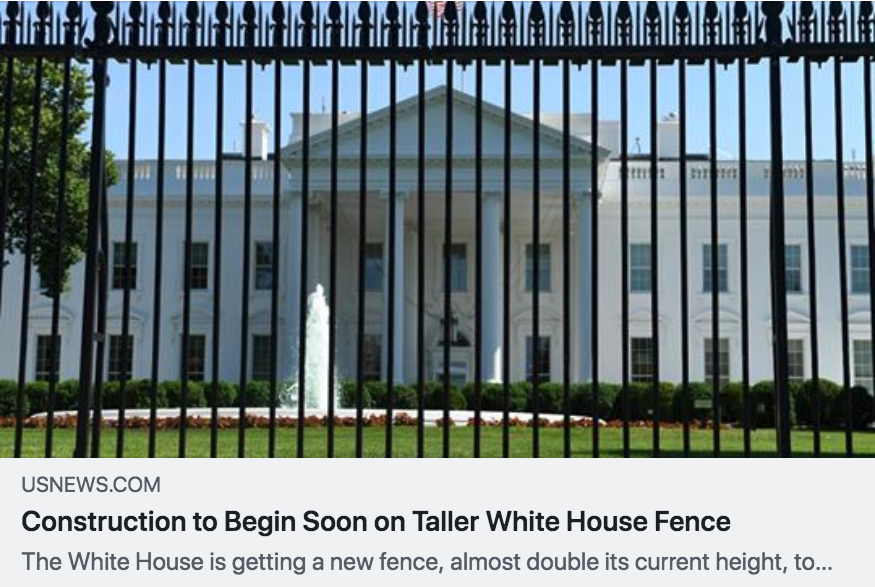 USNEWS.COM
Construction to Begin Soon on Taller White House Fence
The White House is getting a new fence, almost double its current height, to...